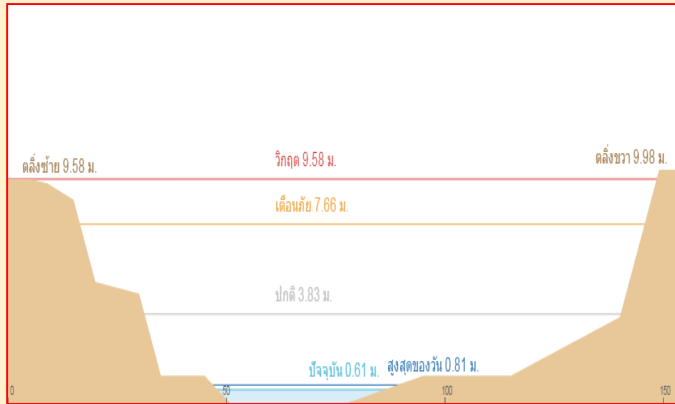 วิกฤต 9.58 ม.
ตลิ่งซ้าย 9.58 ม.
ตลิ่งขวา 9.98 ม.
เตือนภัย 7.66 ม.
ปกติ 3.83 ม.
ปัจจุบัน 0.61 ม.
สูงสุดของวัน 0.81 ม.
0
50
100
150